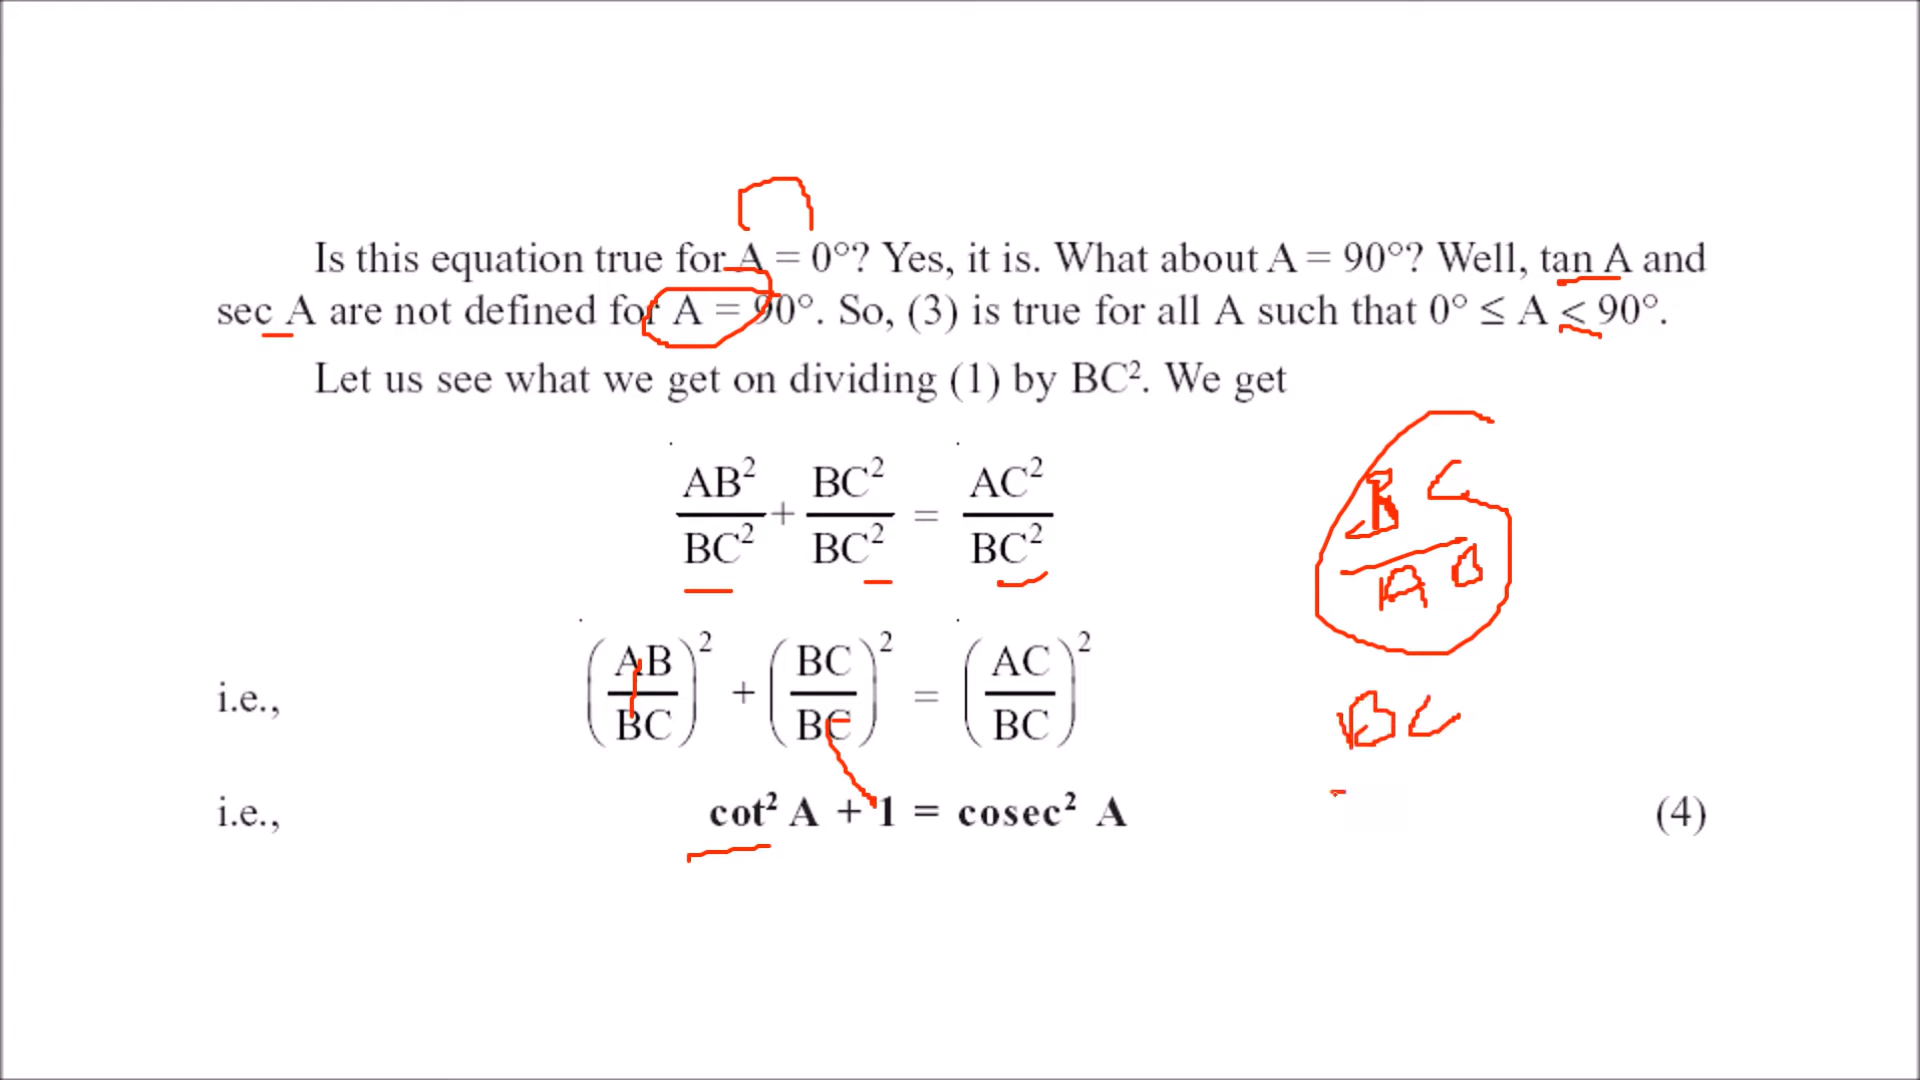 Is this equation true for A = 0°? Yes, it is. What about A = 90°? Well, tan A and
sec A are not defined for A = 90°. So, (3) is true for all A such that 0° ≤ A < 90°.
Let us see what we get on dividing (1) by BC². We get
AB²/BC² + BC²/BC² = AC²/BC²
i.e., (AB/BC)² + (BC/BC)² = (AC/BC)²
BC
i.e., cot² A + 1 = cosec² A (4)